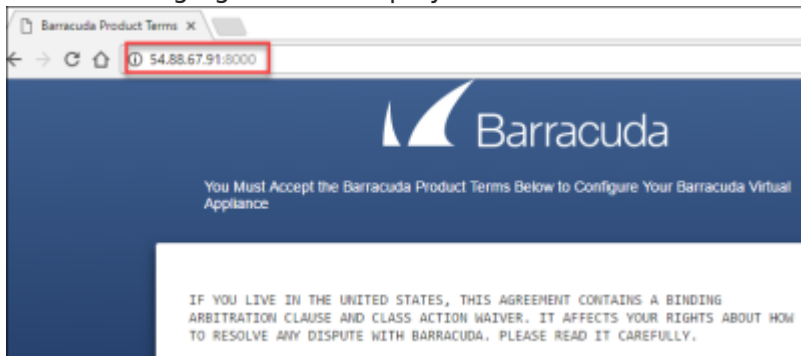 Barracuda Product Terms
54.88.67.91:8000
Barracuda
You Must Accept the Barracuda Product Terms Below to Configure Your Barracuda Virtual
Appliance
IF YOU LIVE IN THE UNITED STATES, THIS AGREEMENT CONTAINS A BINDING
ARBITRATION CLAUSE AND CLASS ACTION WAIVER. IT AFFECTS YOUR RIGHTS ABOUT HOW
TO RESOLVE ANY DISPUTE WITH BARRACUDA. PLEASE READ IT CAREFULLY.